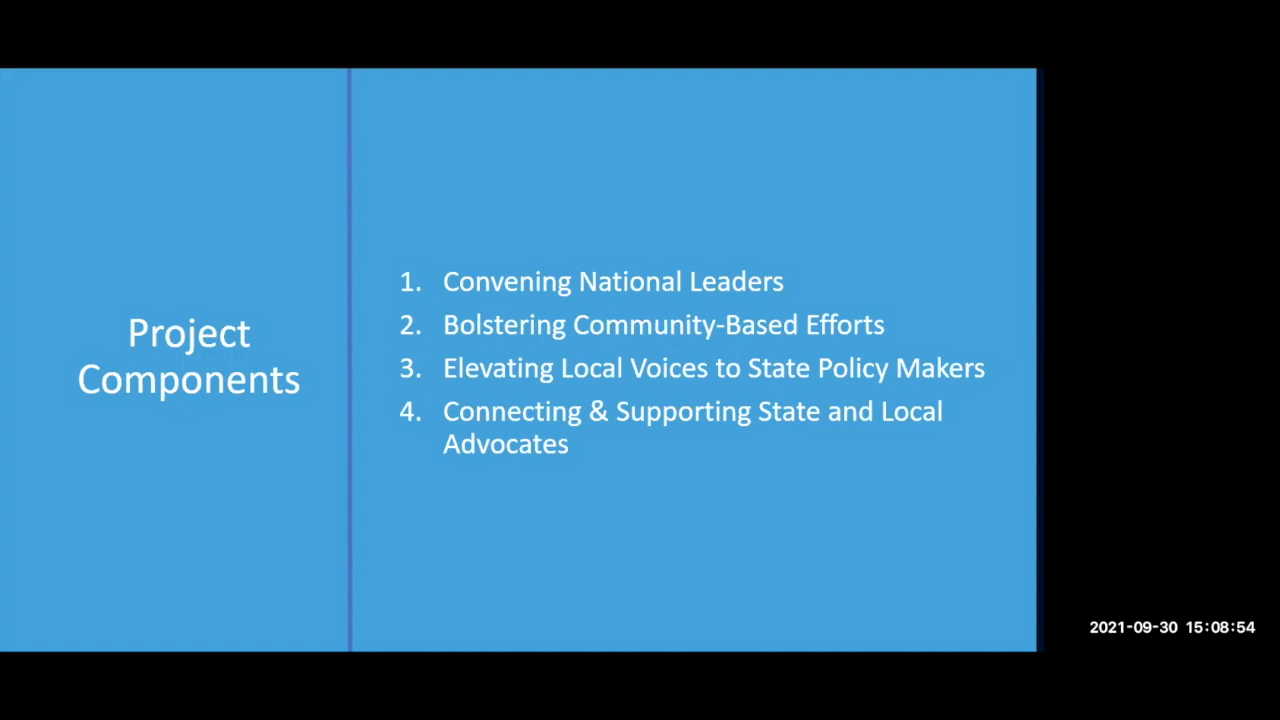 Project
Components
1. Convening National Leaders
2. Bolstering Community-Based Efforts
3. Elevating Local Voices to State Policy Makers
4. Connecting & Supporting State and Local
Advocates
2021-09-30 15:08:54